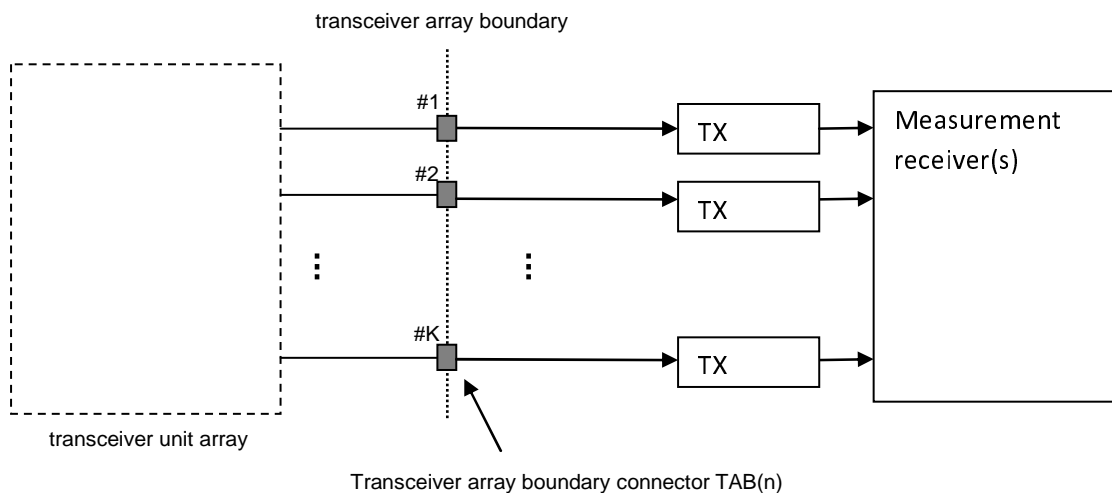 transceiver array boundary
#1
TX
Measurement
receiver(s)
#2
TX
#K
TX
transceiver unit array
Transceiver array boundary connector TAB(n)